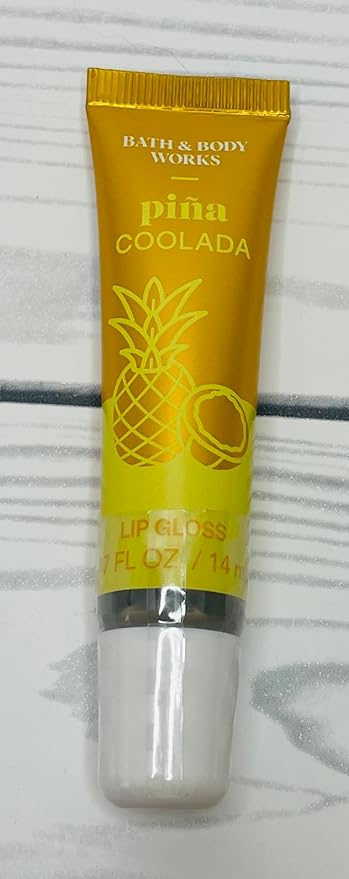 BATH & BODY
WORKS
piña
COOLADA
LIP GLOSS
7 FL OZ / 14 m